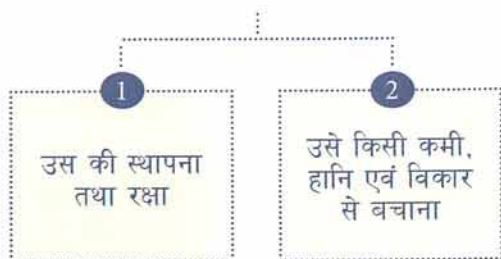 1
उस की स्थापना
तथा रक्षा
2
उसे किसी कमी,
हानि एवं विकार
से बचाना